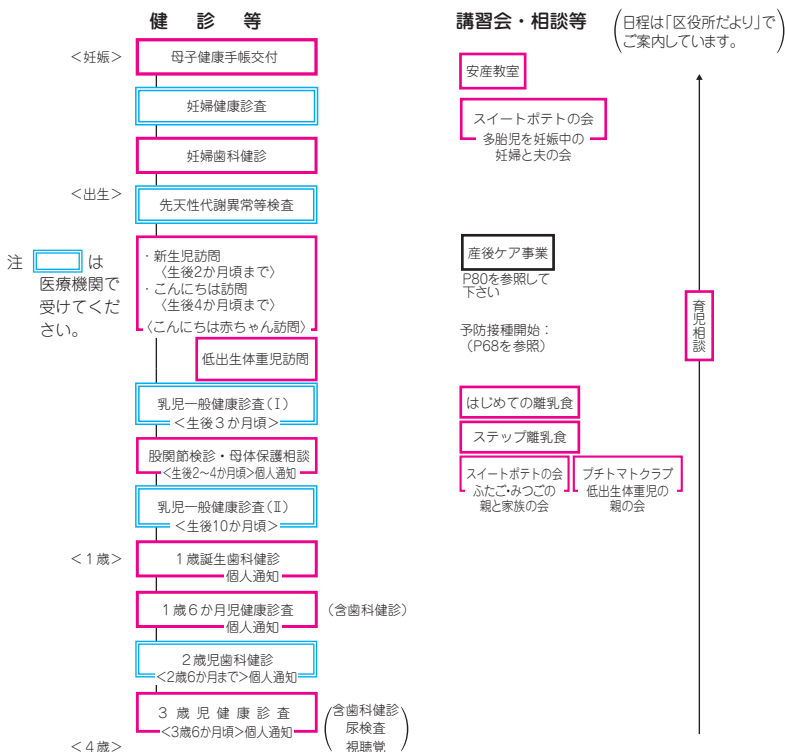 健診等
<妊娠>
母子健康手帳交付
妊婦健康診査
妊婦歯科健診
<出生>
先天性代謝異常等検査
注 は
医療機関で
受けてくだ
さい。
・新生児訪問
〈生後2か月頃まで〉
・こんにちは訪問
〈生後4か月頃まで〉
〈こんにちは赤ちゃん訪問〉
低出生体重児訪問
乳児一般健康診査(Ⅰ)
<生後3か月頃>
股関節検診・母体保護相談
<生後2～4か月頃>個人通知
乳児一般健康診査(Ⅱ)
<生後10か月頃>
<1歳>
1歳誕生歯科健診
個人通知
1歳6か月児健康診査
個人通知
(含歯科健診)
2歳児歯科健診
<2歳6か月まで>個人通知
3歳児健康診査
<3歳6か月頃>個人通知
(含歯科健診
尿検査
視聴覚)
<4歳>
講習会・相談等
(日程は「区役所だより」で
ご案内しています。)
安産教室
スイートポテトの会
多胎児を妊娠中の
妊婦と夫の会
産後ケア事業
P80を参照して
下さい
予防接種開始：
(P68を参照)
はじめての離乳食
ステップ離乳食
スイートポテトの会
ふたご・みつごの
親と家族の会
プチトマトクラブ
低出生体重児の
親の会
育児相談